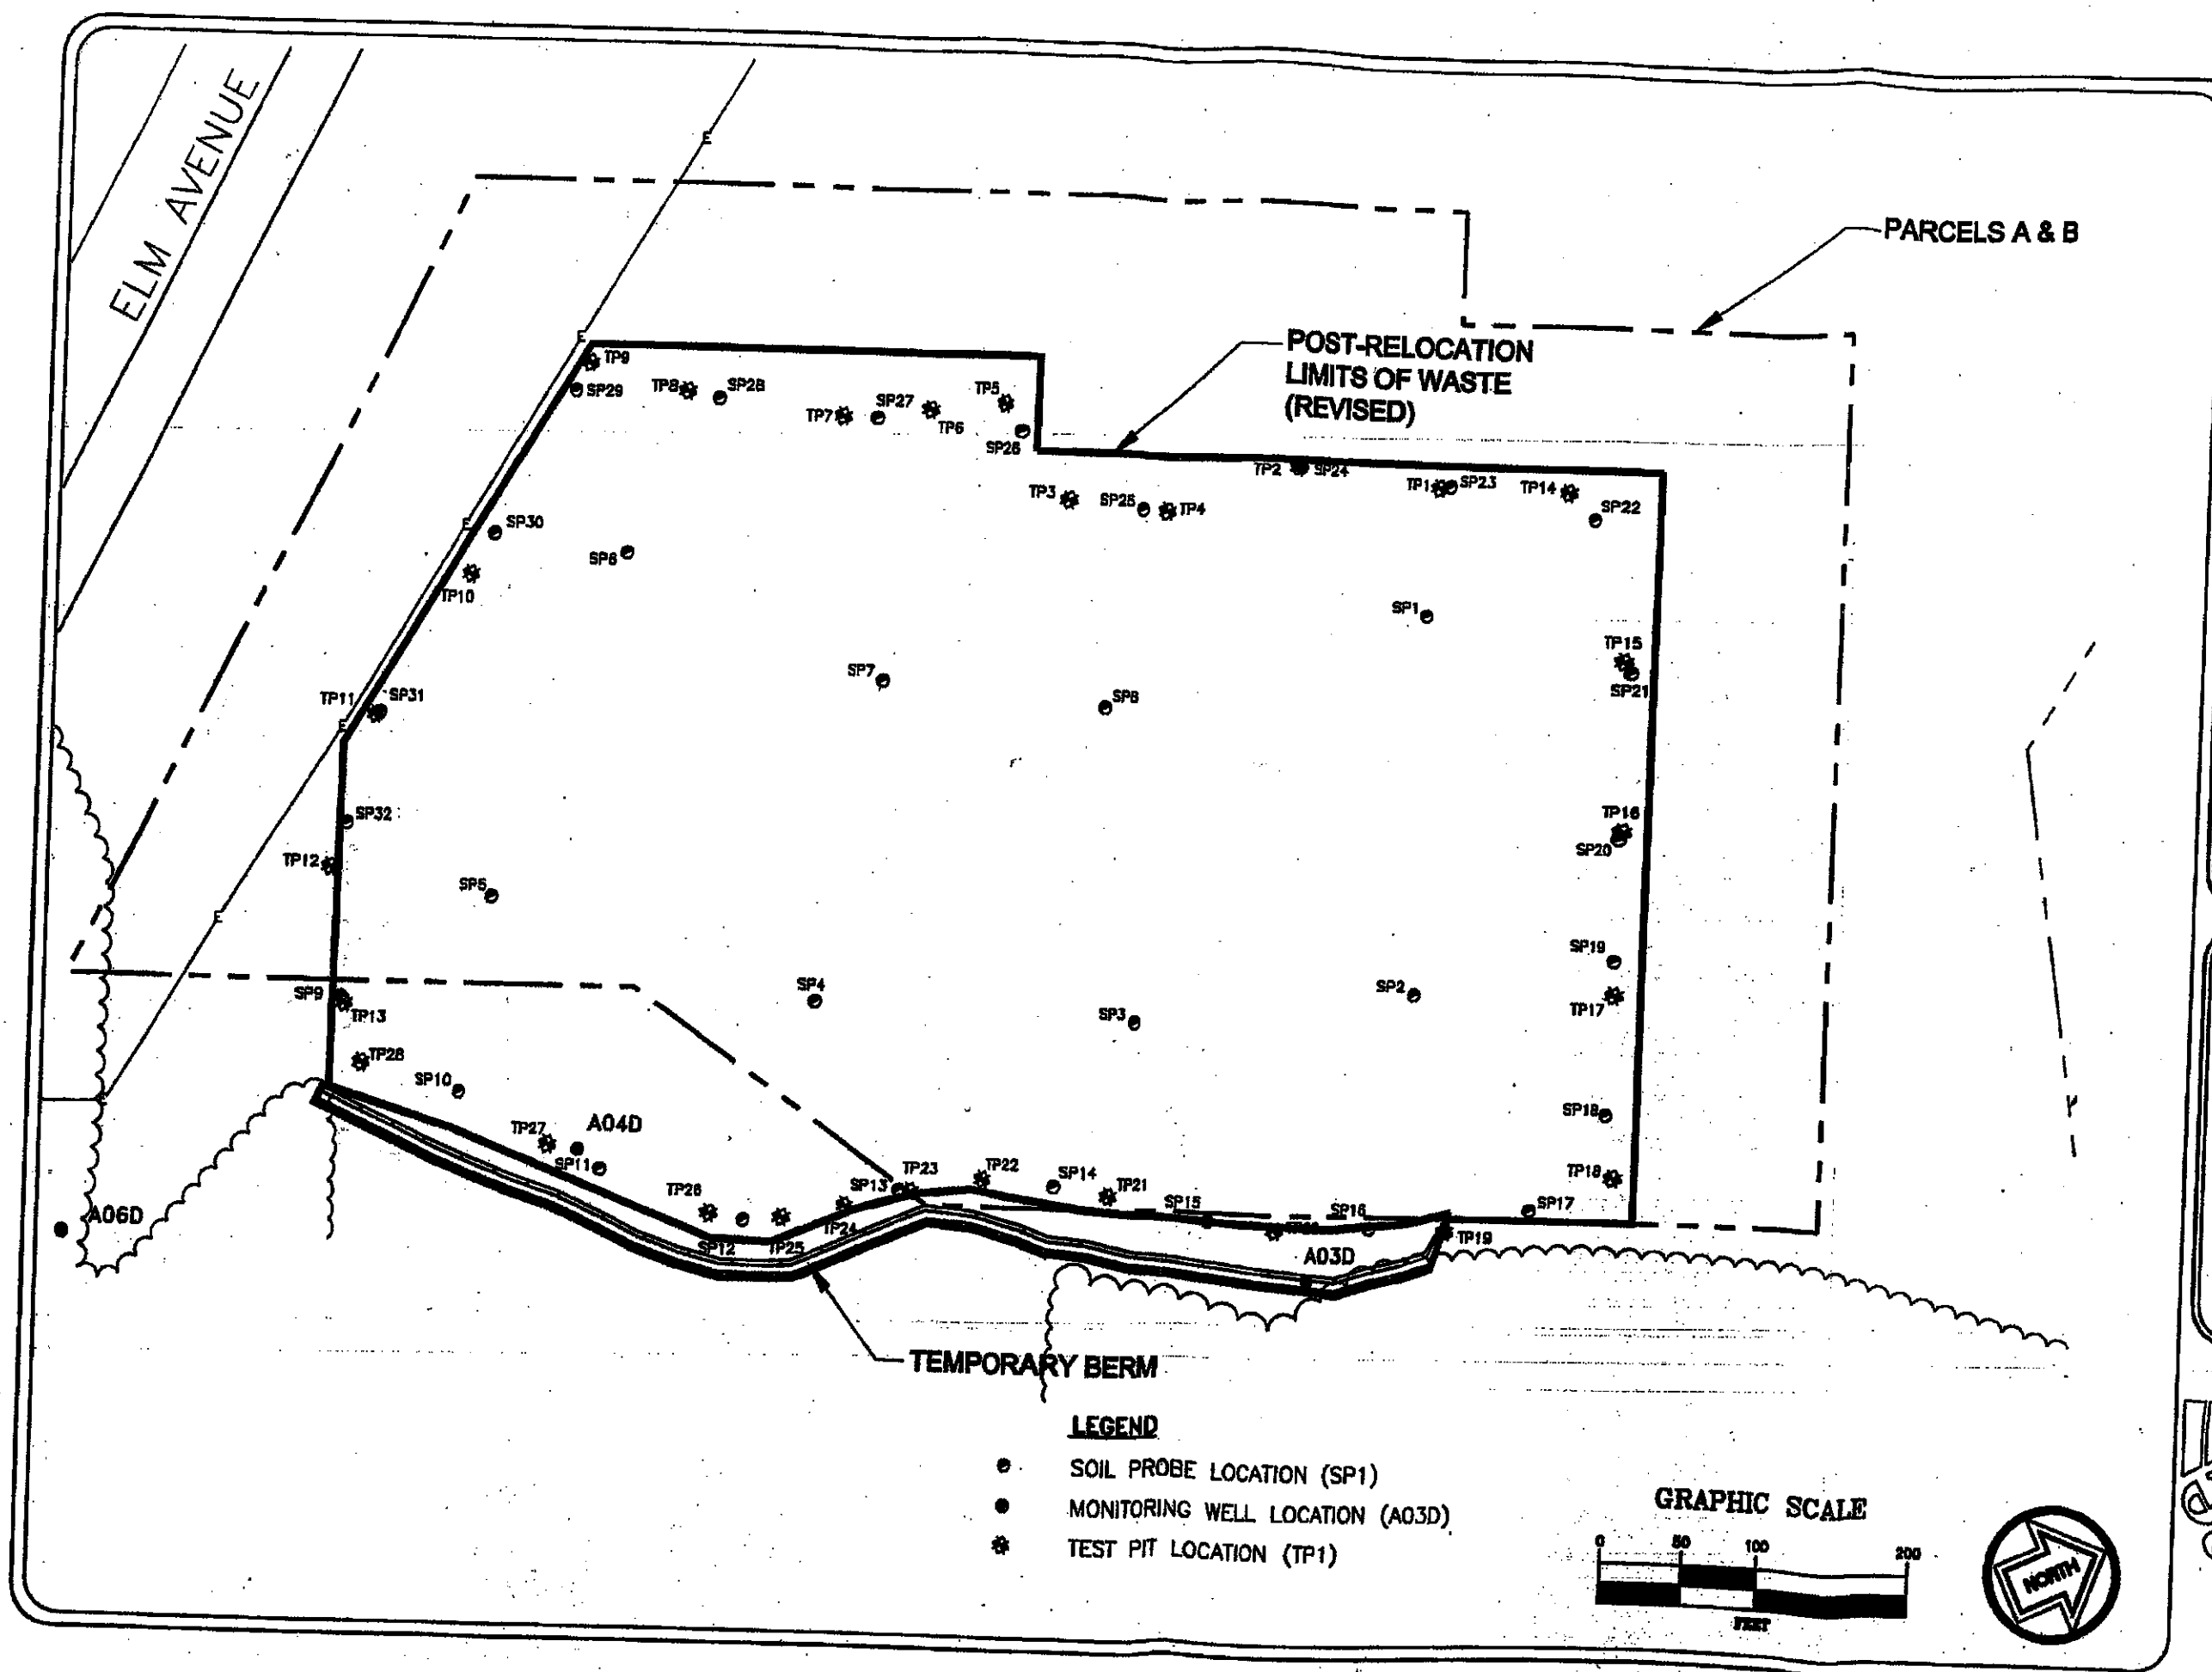 ELM AVENUE
E
PARCELS A & B
E
POST-RELOCATION
LIMITS OF WASTE
(REVISED)
TP9
SP29
TP8
SP28
TP7
SP27
TP6
TP5
SP26
TP2
SP24
TP1
SP23
TP14
SP22
TP3
SP25
TP4
E
SP30
SP6
TP10
SP1
TP15
SP21
SP7
SP8
TP11
SP31
E
SP32
TP12
TP16
SP20
SP5
E
SP19
SP9
TP13
SP4
SP3
SP2
TP17
TP28
SP10
SP18
TP27
A04D
SP11
TP23
TP22
SP14
TP21
TP18
SP13
TP26
SP15
SP16
SP17
A06D
TP24
SP12
TP25
TP19
A03D
TEMPORARY BERM
LEGEND
SOIL PROBE LOCATION (SP1)
MONITORING WELL LOCATION (A03D)
TEST PIT LOCATION (TP1)
GRAPHIC SCALE
0 50 100 200
FEET
NORTH